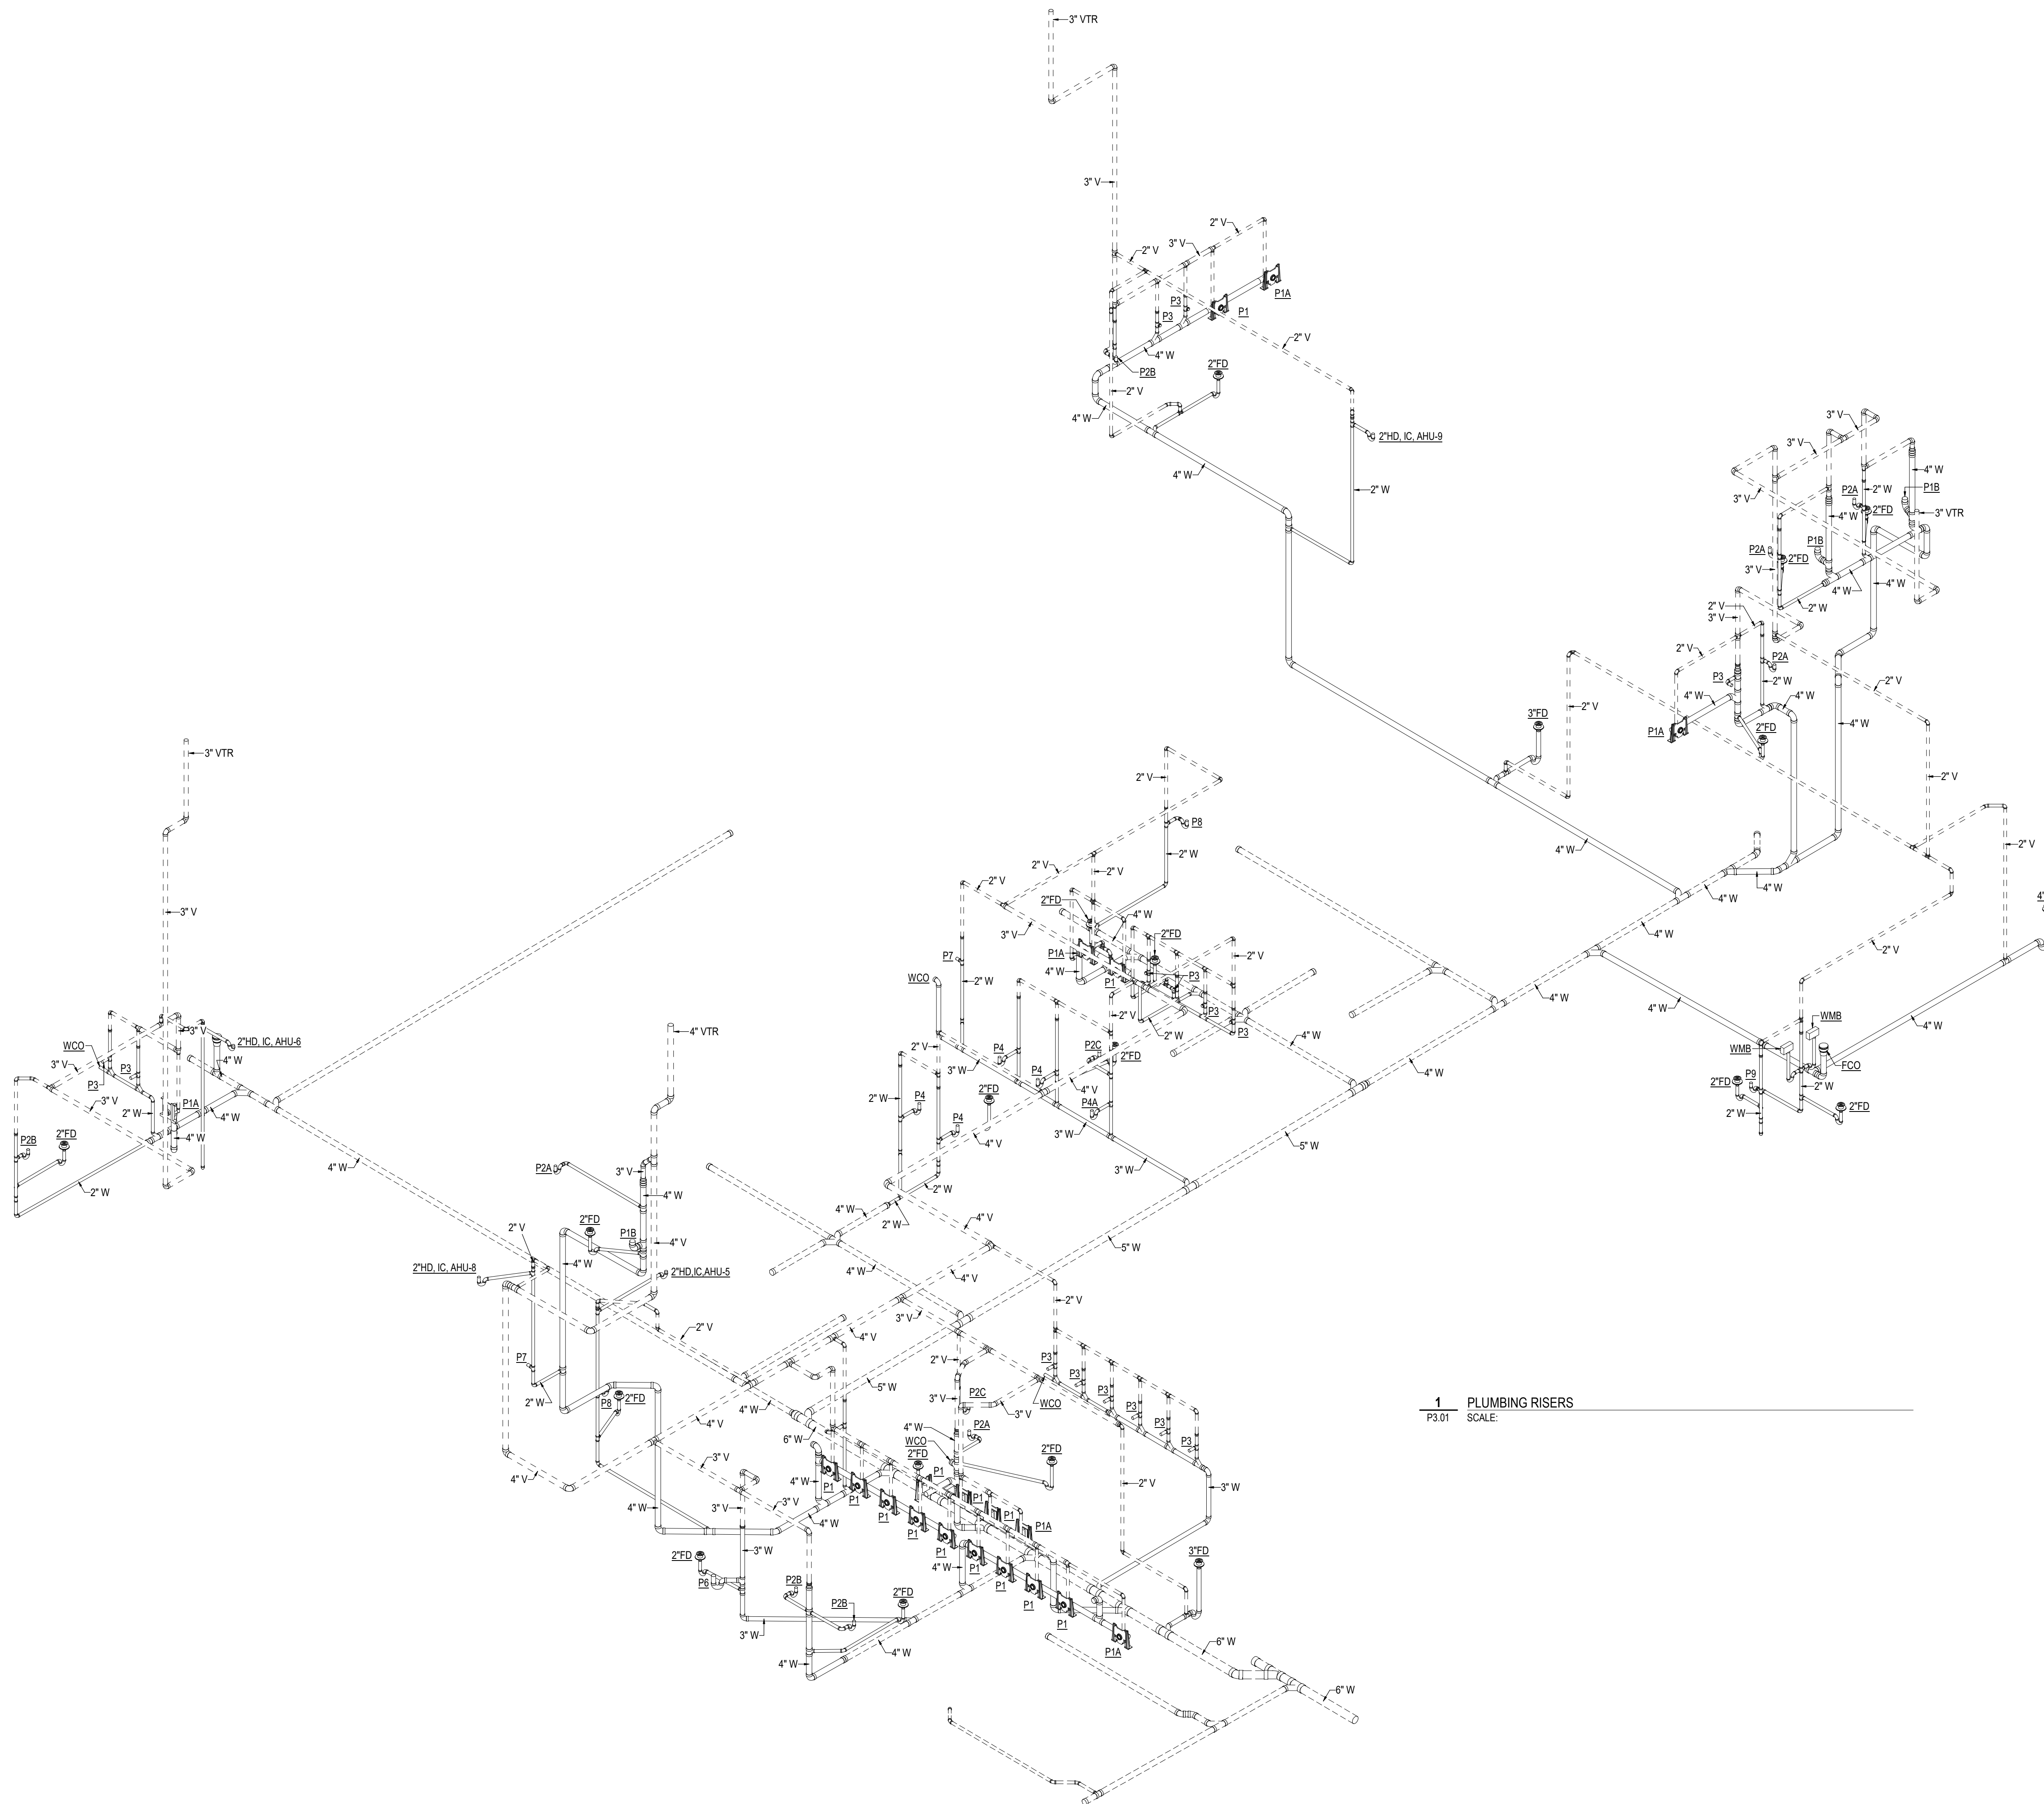 3" VTR
3" V
2" V
3" V
2" V
P1A
P3
P1
P3
2" V
4" W
P2B
2"FD
2" V
4" W
2"HD, IC, AHU-9
4" W
2" W
3" V
3" V
4" W
3" V
P2A
2" W
P1B
2"FD
3" VTR
4" W
P1B
P2A
2"FD
3" V
4" W
4" W
2" W
2" V
3" V
2" V
P2A
P3
2" W
2" V
4" W
4" W
2" V
3"FD
4" W
P1A
2"FD
3" VTR
2" V
2" V
P8
2" V
4" W
2" V
2" W
2" V
2" V
4" W
4" W
2"FD
4" W
4"
3" V
3" V
4" W
2"FD
4" W
2" V
2" V
P7
P1A
4" W
WCO
2" W
P1
P3
4" W
4" W
3" V
2"HD, IC, AHU-6
WCO
4" VTR
P3
2" V
WMB
4" W
P3
2" W
4" W
3" V
4" W
2" V
P4
P2C
2"FD
WMB
FCO
3" W
4" W
P3
P3
P4
4" V
2"FD
P9
2" W
3" V
P1A
2" W
2"FD
P4
P4A
2" W
2"FD
2" W
4" W
4" W
P4
4" V
3" W
5" W
P2B
2"FD
4" W
P2A
3" V
3" W
2" W
4" W
2" W
4" W
2" W
4" V
2" V
2"FD
P1B
4" V
5" W
4" W
2"HD, IC, AHU-8
2"HD,IC,AHU-5
4" W
4" V
2" V
3" V
4" V
2" V
P7
2" V
P3
5" W
P3
2" W
P8
2"FD
3" V
P2C
P3
WCO
3" V
4" W
P3
1 PLUMBING RISERS
P3.01 SCALE:
4" V
4" W
P2A
P3
6" W
WCO
P3
3" V
2"FD
2"FD
4" V
4" W
P1
P1
2" V
3" W
P1
P1
3" V
3" V
P1
P1
4" W
4" W
P1
P1A
P1
3" W
P1
3"FD
2"FD
4" W
P1
P6
P2B
2"FD
P1
P2B
P1
3" W
P1A
4" W
6" W
4" W
6" W